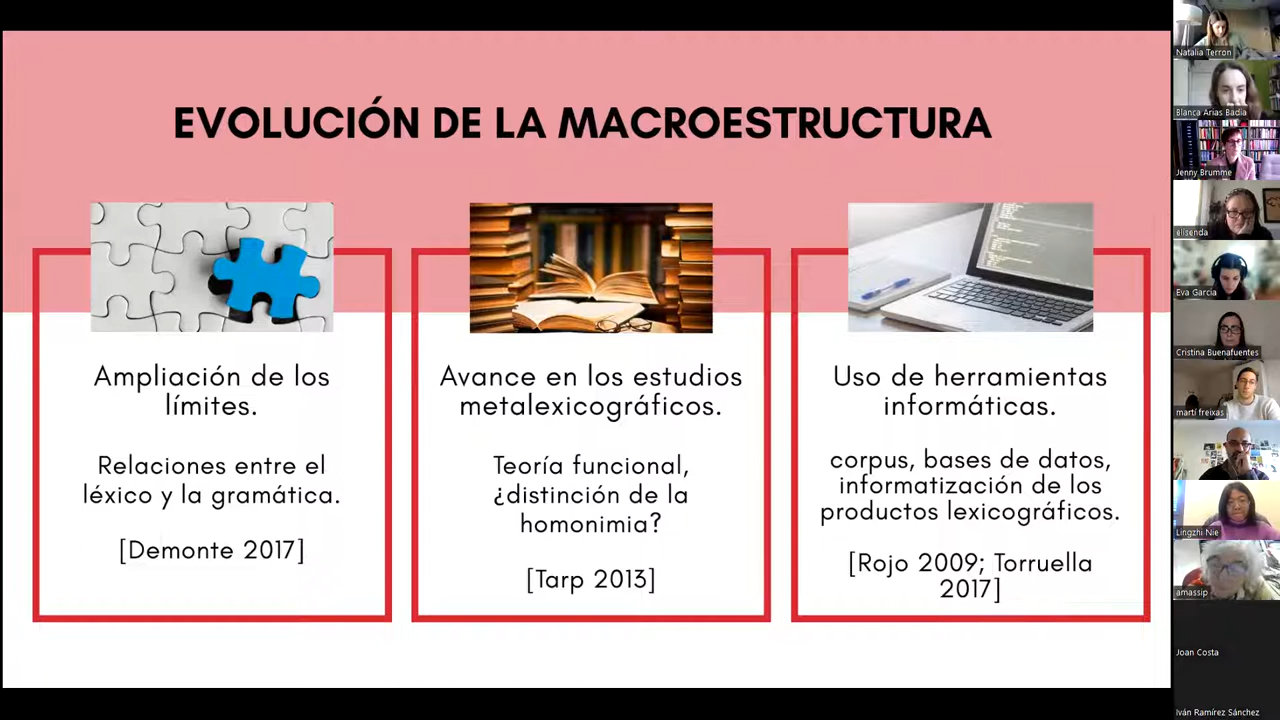 EVOLUCIÓN DE LA MACROESTRUCTURA
Ampliación de los
límites.
Relaciones entre el
léxico y la gramática.
[Demonte 2017]
Avance en los estudios
metalexicográficos.
Teoría funcional,
¿distinción de la
homonimia?
[Tarp 2013]
Uso de herramientas
informáticas.
corpus, bases de datos,
informatización de los
productos lexicográficos.
[Rojo 2009; Torruella
2017]
Natalia Terron
Blanca Arias Badia
Jenny Brumme
elisenda
Eva Garcia
Cristina Buenafuentes
martí freixas
Lingzhi Nie
amassip
Joan Costa
Iván Ramírez Sánchez